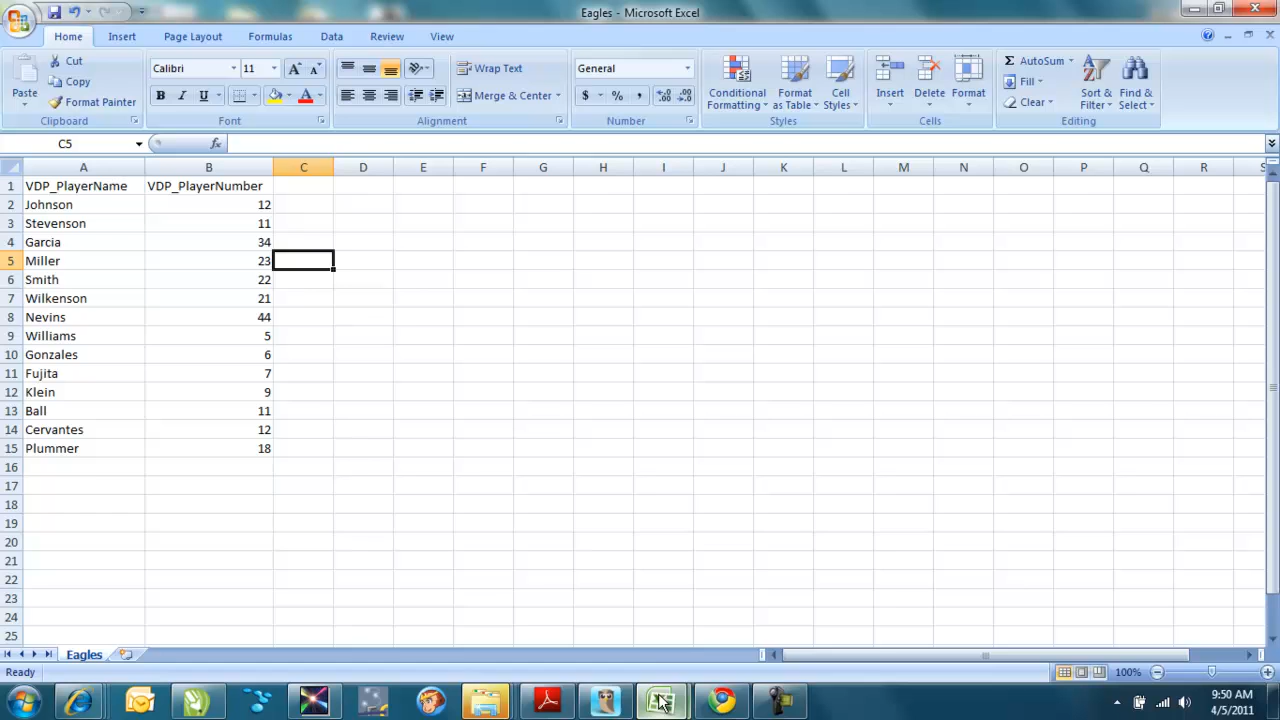 Eagles - Microsoft Excel
Home Insert Page Layout Formulas Data Review View
Paste Cut Copy Format Painter Clipboard
Calibri 11 B I U A Font
Wrap Text Merge & Center Alignment
General $ % , Number
Conditional Formatting Format as Table Cell Styles Styles
Insert Delete Format Cells
Σ AutoSum Fill Clear Sort & Filter Find & Select Editing
C5 fx
A B C D E F G H I J K L M N O P Q R S
1 VDP_PlayerName VDP_PlayerNumber
2 Johnson 12
3 Stevenson 11
4 Garcia 34
5 Miller 23
6 Smith 22
7 Wilkenson 21
8 Nevins 44
9 Williams 5
10 Gonzales 6
11 Fujita 7
12 Klein 9
13 Ball 11
14 Cervantes 12
15 Plummer 18
16
17
18
19
20
21
22
23
24
25
Eagles
Ready 100%
9:50 AM
4/5/2011